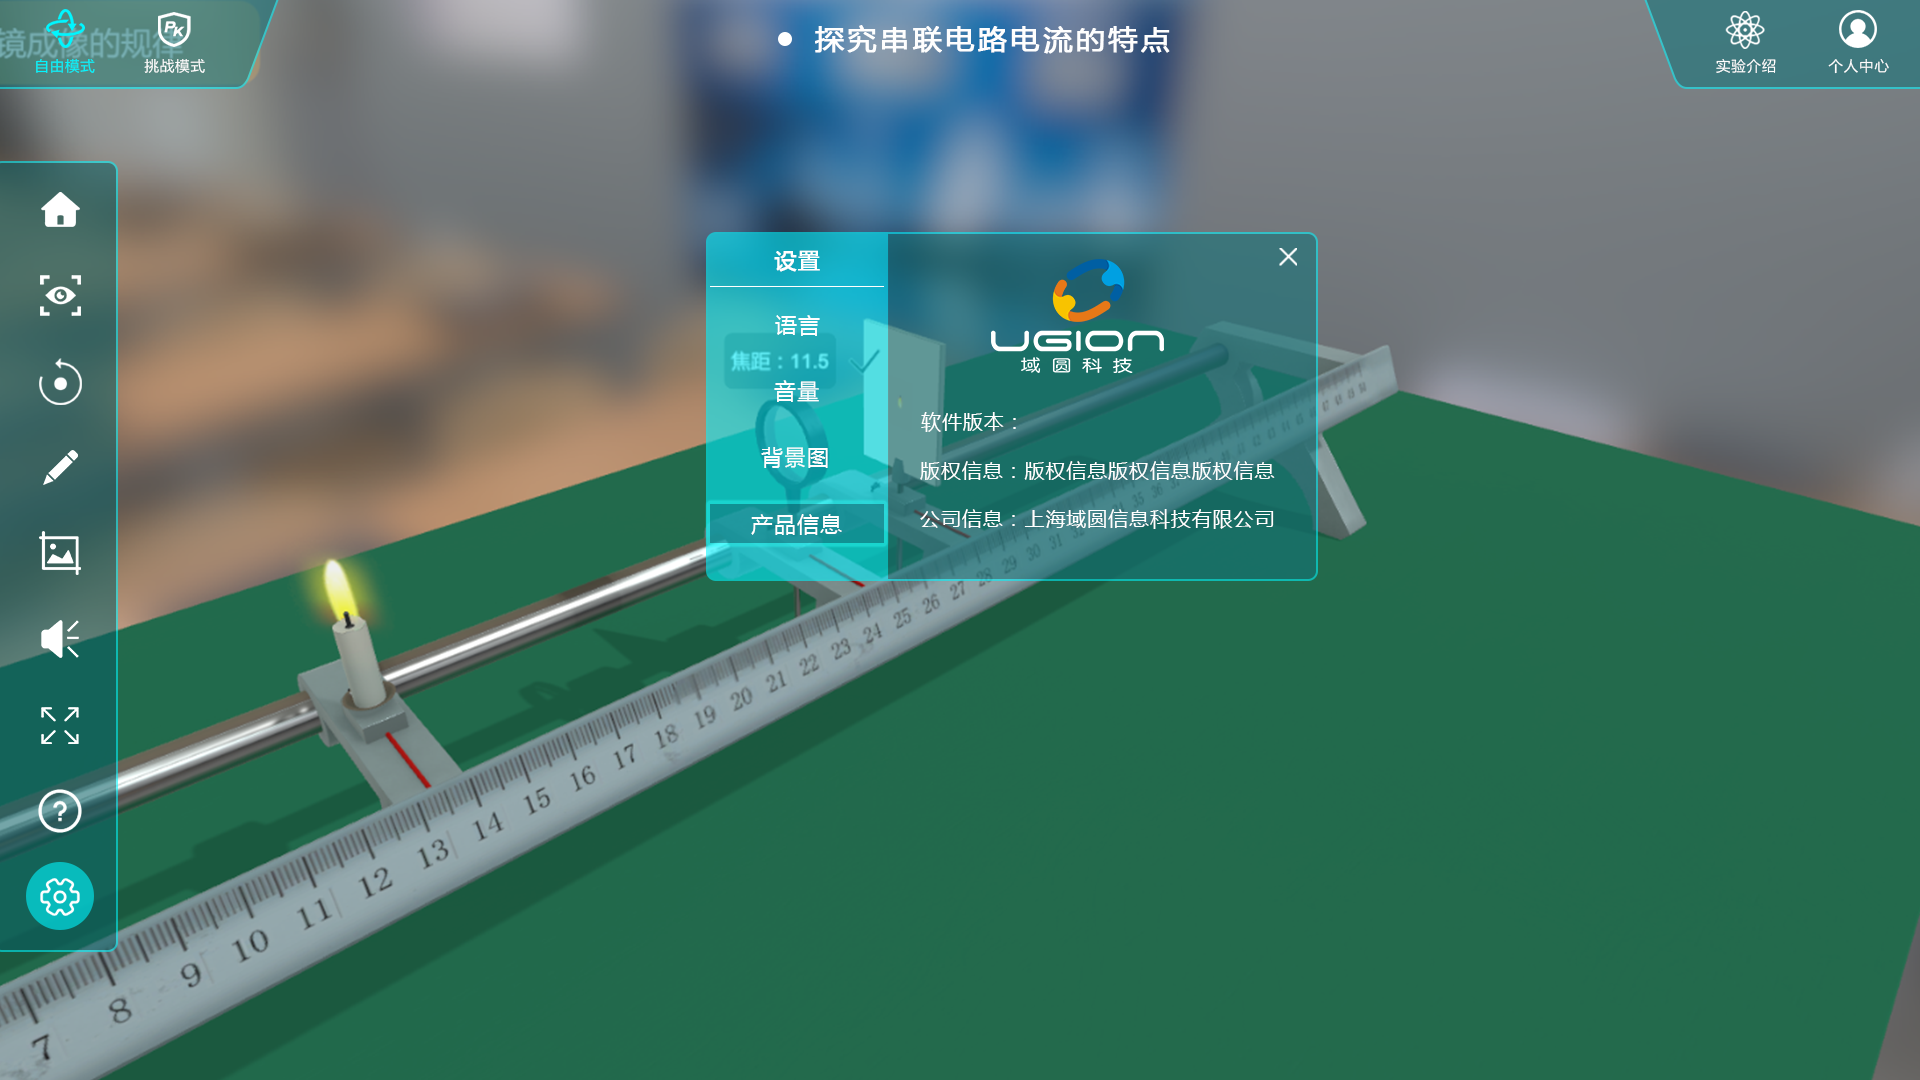 镜成像的规律
自由模式
挑战模式
探究串联电路电流的特点
实验介绍
个人中心
设置
语言
焦距：11.5
音量
背景图
产品信息
UGION
域圆科技
软件版本：
版权信息：版权信息版权信息版权信息
公司信息：上海域圆信息科技有限公司
7 8 9 10 11 12 13 14 15 16 17 18 19 20 21 22 23 24 25 26 27 28 29 30 31